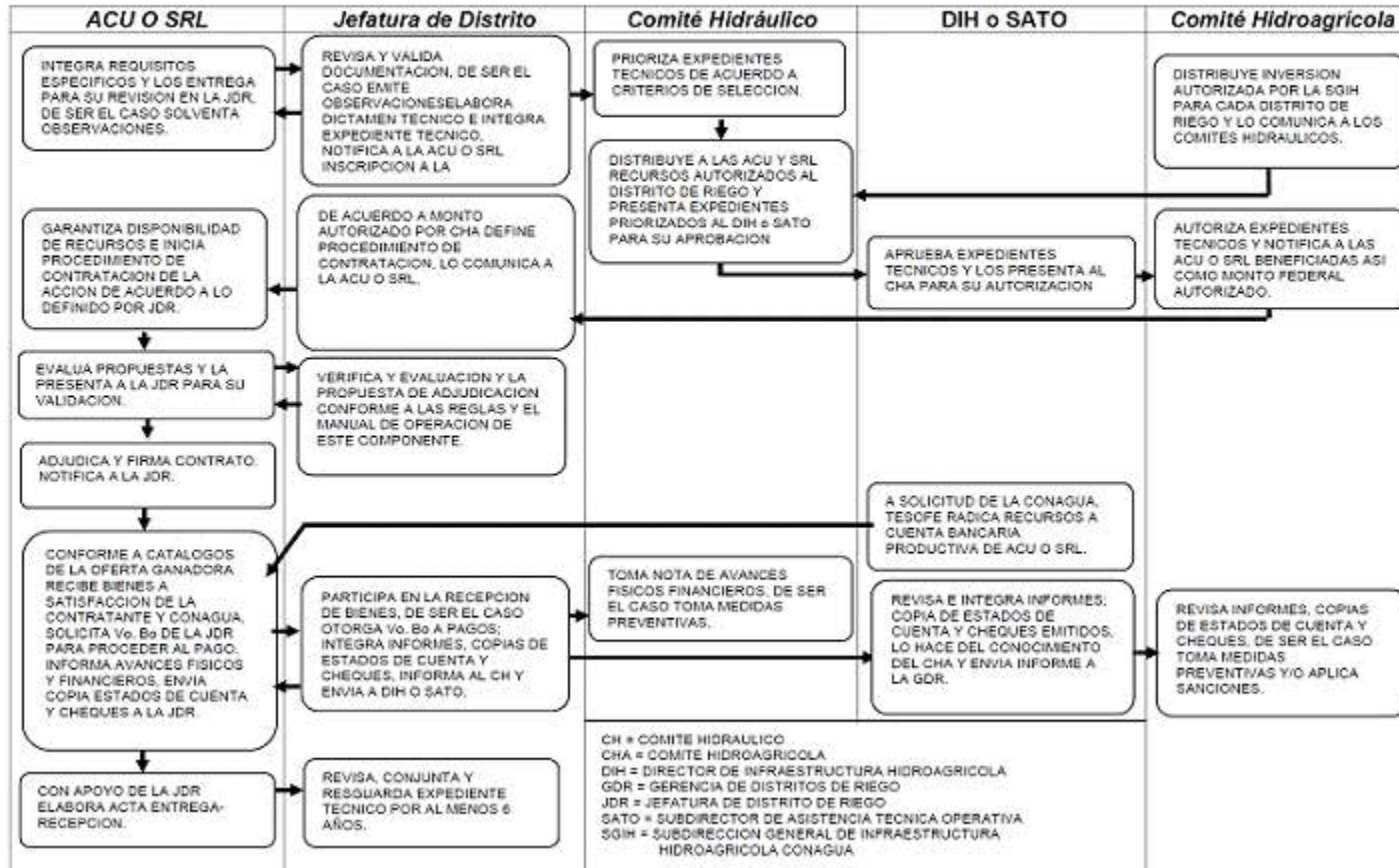 ACU O SRL
Jefatura de Distrito
Comité Hidráulico
DIH o SATO
Comité Hidroagrícola
INTEGRA REQUISITOS
ESPECIFICOS Y LOS ENTREGA
PARA SU REVISION EN LA JDR,
DE SER EL CASO SOLVENTA
OBSERVACIONES.
REVISA Y VALIDA
DOCUMENTACION, DE SER EL
CASO EMITE
OBSERVACIONESELABORA
DICTAMEN TECNICO E INTEGRA
EXPEDIENTE TECNICO,
NOTIFICA A LA ACU O SRL
INSCRIPCION A LA
PRIORIZA EXPEDIENTES
TECNICOS DE ACUERDO A
CRITERIOS DE SELECCION.
DISTRIBUYE INVERSION
AUTORIZADA POR LA SGIH
PARA CADA DISTRITO DE
RIEGO Y LO COMUNICA A LOS
COMITES HIDRAULICOS.
DISTRIBUYE A LAS ACU Y SRL
RECURSOS AUTORIZADOS AL
DISTRITO DE RIEGO Y
PRESENTA EXPEDIENTES
PRIORIZADOS AL DIH o SATO
PARA SU APROBACION
GARANTIZA DISPONIBILIDAD
DE RECURSOS E INICIA
PROCEDIMIENTO DE
CONTRATACION DE LA
ACCION DE ACUERDO A LO
DEFINIDO POR JDR.
DE ACUERDO A MONTO
AUTORIZADO POR CHA DEFINE
PROCEDIMIENTO DE
CONTRATACION, LO COMUNICA A
LA ACU O SRL.
APRUEBA EXPEDIENTES
TECNICOS Y LOS PRESENTA AL
CHA PARA SU AUTORIZACION
AUTORIZA EXPEDIENTES
TECNICOS Y NOTIFICA A LAS
ACU O SRL BENEFICIADAS ASI
COMO MONTO FEDERAL
AUTORIZADO.
EVALUA PROPUESTAS Y LA
PRESENTA A LA JDR PARA SU
VALIDACION.
VERIFICA Y EVALUACION Y LA
PROPUESTA DE ADJUDICACION
CONFORME A LAS REGLAS Y EL
MANUAL DE OPERACION DE
ESTE COMPONENTE.
ADJUDICA Y FIRMA CONTRATO.
NOTIFICA A LA JDR.
A SOLICITUD DE LA CONAGUA,
TESOFE RADICA RECURSOS A
CUENTA BANCARIA
PRODUCTIVA DE ACU O SRL.
CONFORME A CATALOGOS
DE LA OFERTA GANADORA
RECIBE BIENES A
SATISFACCION DE LA
CONTRATANTE Y CONAGUA,
SOLICITA Vo. Bo DE LA JDR
PARA PROCEDER AL PAGO.
INFORMA AVANCES FISICOS
Y FINANCIEROS, ENVIA
COPIA ESTADOS DE CUENTA
Y CHEQUES A LA JDR.
PARTICIPA EN LA RECEPCION
DE BIENES, DE SER EL CASO
OTORGA Vo. Bo A PAGOS;
INTEGRA INFORMES, COPIAS DE
ESTADOS DE CUENTA Y
CHEQUES, INFORMA AL CH Y
ENVIA A DIH O SATO.
TOMA NOTA DE AVANCES
FISICOS FINANCIEROS, DE SER
EL CASO TOMA MEDIDAS
PREVENTIVAS.
REVISA E INTEGRA INFORMES;
COPIA DE ESTADOS DE
CUENTA Y CHEQUES EMITIDOS,
LO HACE DEL CONOCIMIENTO
DEL CHA Y ENVIA INFORME A
LA GDR.
REVISA INFORMES, COPIAS
DE ESTADOS DE CUENTA Y
CHEQUES, DE SER EL CASO
TOMA MEDIDAS
PREVENTIVAS Y/O APLICA
SANCIONES.
CON APOYO DE LA JDR
ELABORA ACTA ENTREGA-
RECEPCION.
REVISA, CONJUNTA Y
RESGUARDA EXPEDIENTE
TECNICO POR AL MENOS 6
AÑOS.
CH = COMITE HIDRAULICO
CHA = COMITE HIDROAGRICOLA
DIH = DIRECTOR DE INFRAESTRUCTURA HIDROAGRICOLA
GDR = GERENCIA DE DISTRITOS DE RIEGO
JDR = JEFATURA DE DISTRITO DE RIEGO
SATO = SUBDIRECTOR DE ASISTENCIA TECNICA OPERATIVA
SGIH = SUBDIRECCION GENERAL DE INFRAESTRUCTURA
HIDROAGRICOLA CONAGUA